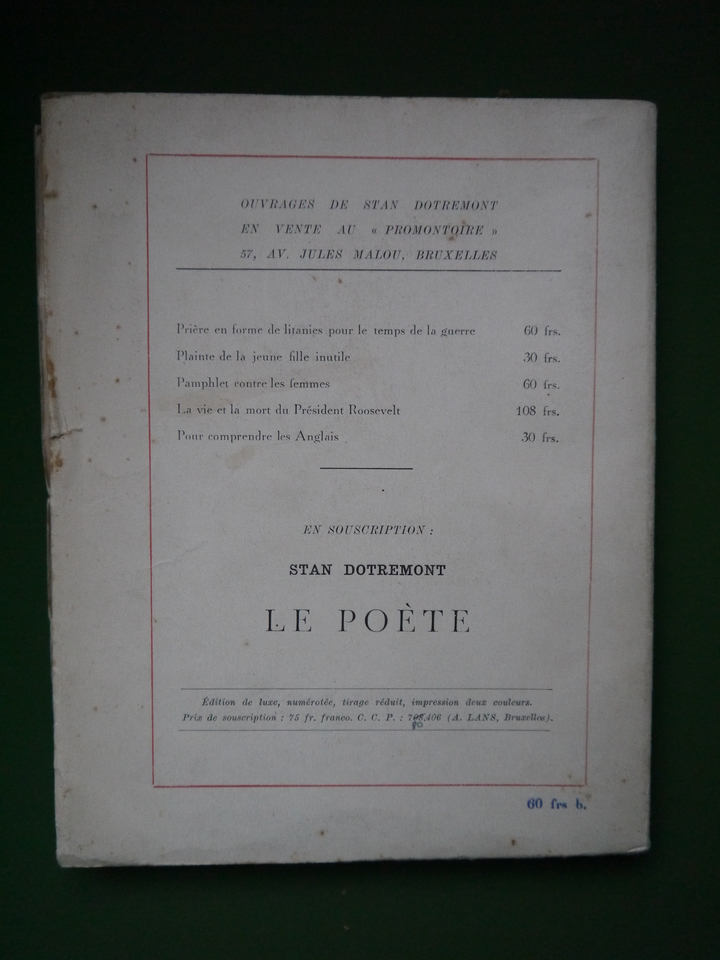 OUVRAGES DE STAN DOTREMONT
EN VENTE AU « PROMONTOIRE »
57, AV. JULES MALOU, BRUXELLES
Prière en forme de litanies pour le temps de la guerre 60 frs.
Plainte de la jeune fille inutile 30 frs.
Pamphlet contre les femmes 60 frs.
La vie et la mort du Président Roosevelt 108 frs.
Pour comprendre les Anglais 30 frs.
EN SOUSCRIPTION :
STAN DOTREMONT
LE POÈTE
Édition de luxe, numérotée, tirage réduit, impression deux couleurs.
Prix de souscription : 75 fr. franco. C. C. P. : (A. LANS, Bruxelles).
60 frs b.